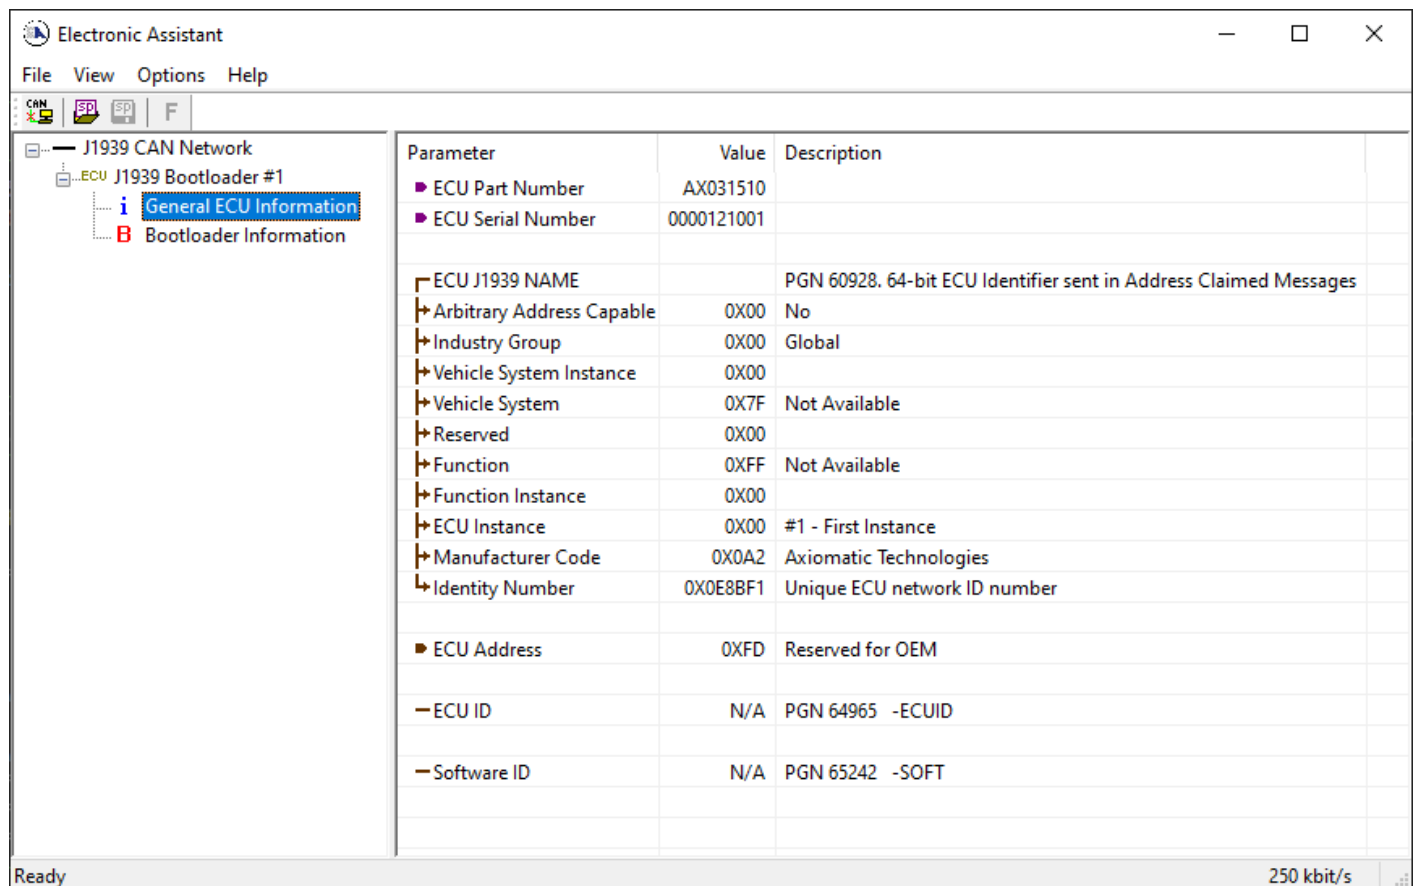 Electronic Assistant
File View Options Help
CAN SP SP F
J1939 CAN Network
ECU J1939 Bootloader #1
i General ECU Information
B Bootloader Information
Parameter Value Description
ECU Part Number AX031510
ECU Serial Number 0000121001
ECU J1939 NAME PGN 60928. 64-bit ECU Identifier sent in Address Claimed Messages
Arbitrary Address Capable 0X00 No
Industry Group 0X00 Global
Vehicle System Instance 0X00
Vehicle System 0X7F Not Available
Reserved 0X00
Function 0XFF Not Available
Function Instance 0X00
ECU Instance 0X00 #1 - First Instance
Manufacturer Code 0X0A2 Axiomatic Technologies
Identity Number 0X0E8BF1 Unique ECU network ID number
ECU Address 0XFD Reserved for OEM
ECU ID N/A PGN 64965 -ECUID
Software ID N/A PGN 65242 -SOFT
Ready 250 kbit/s